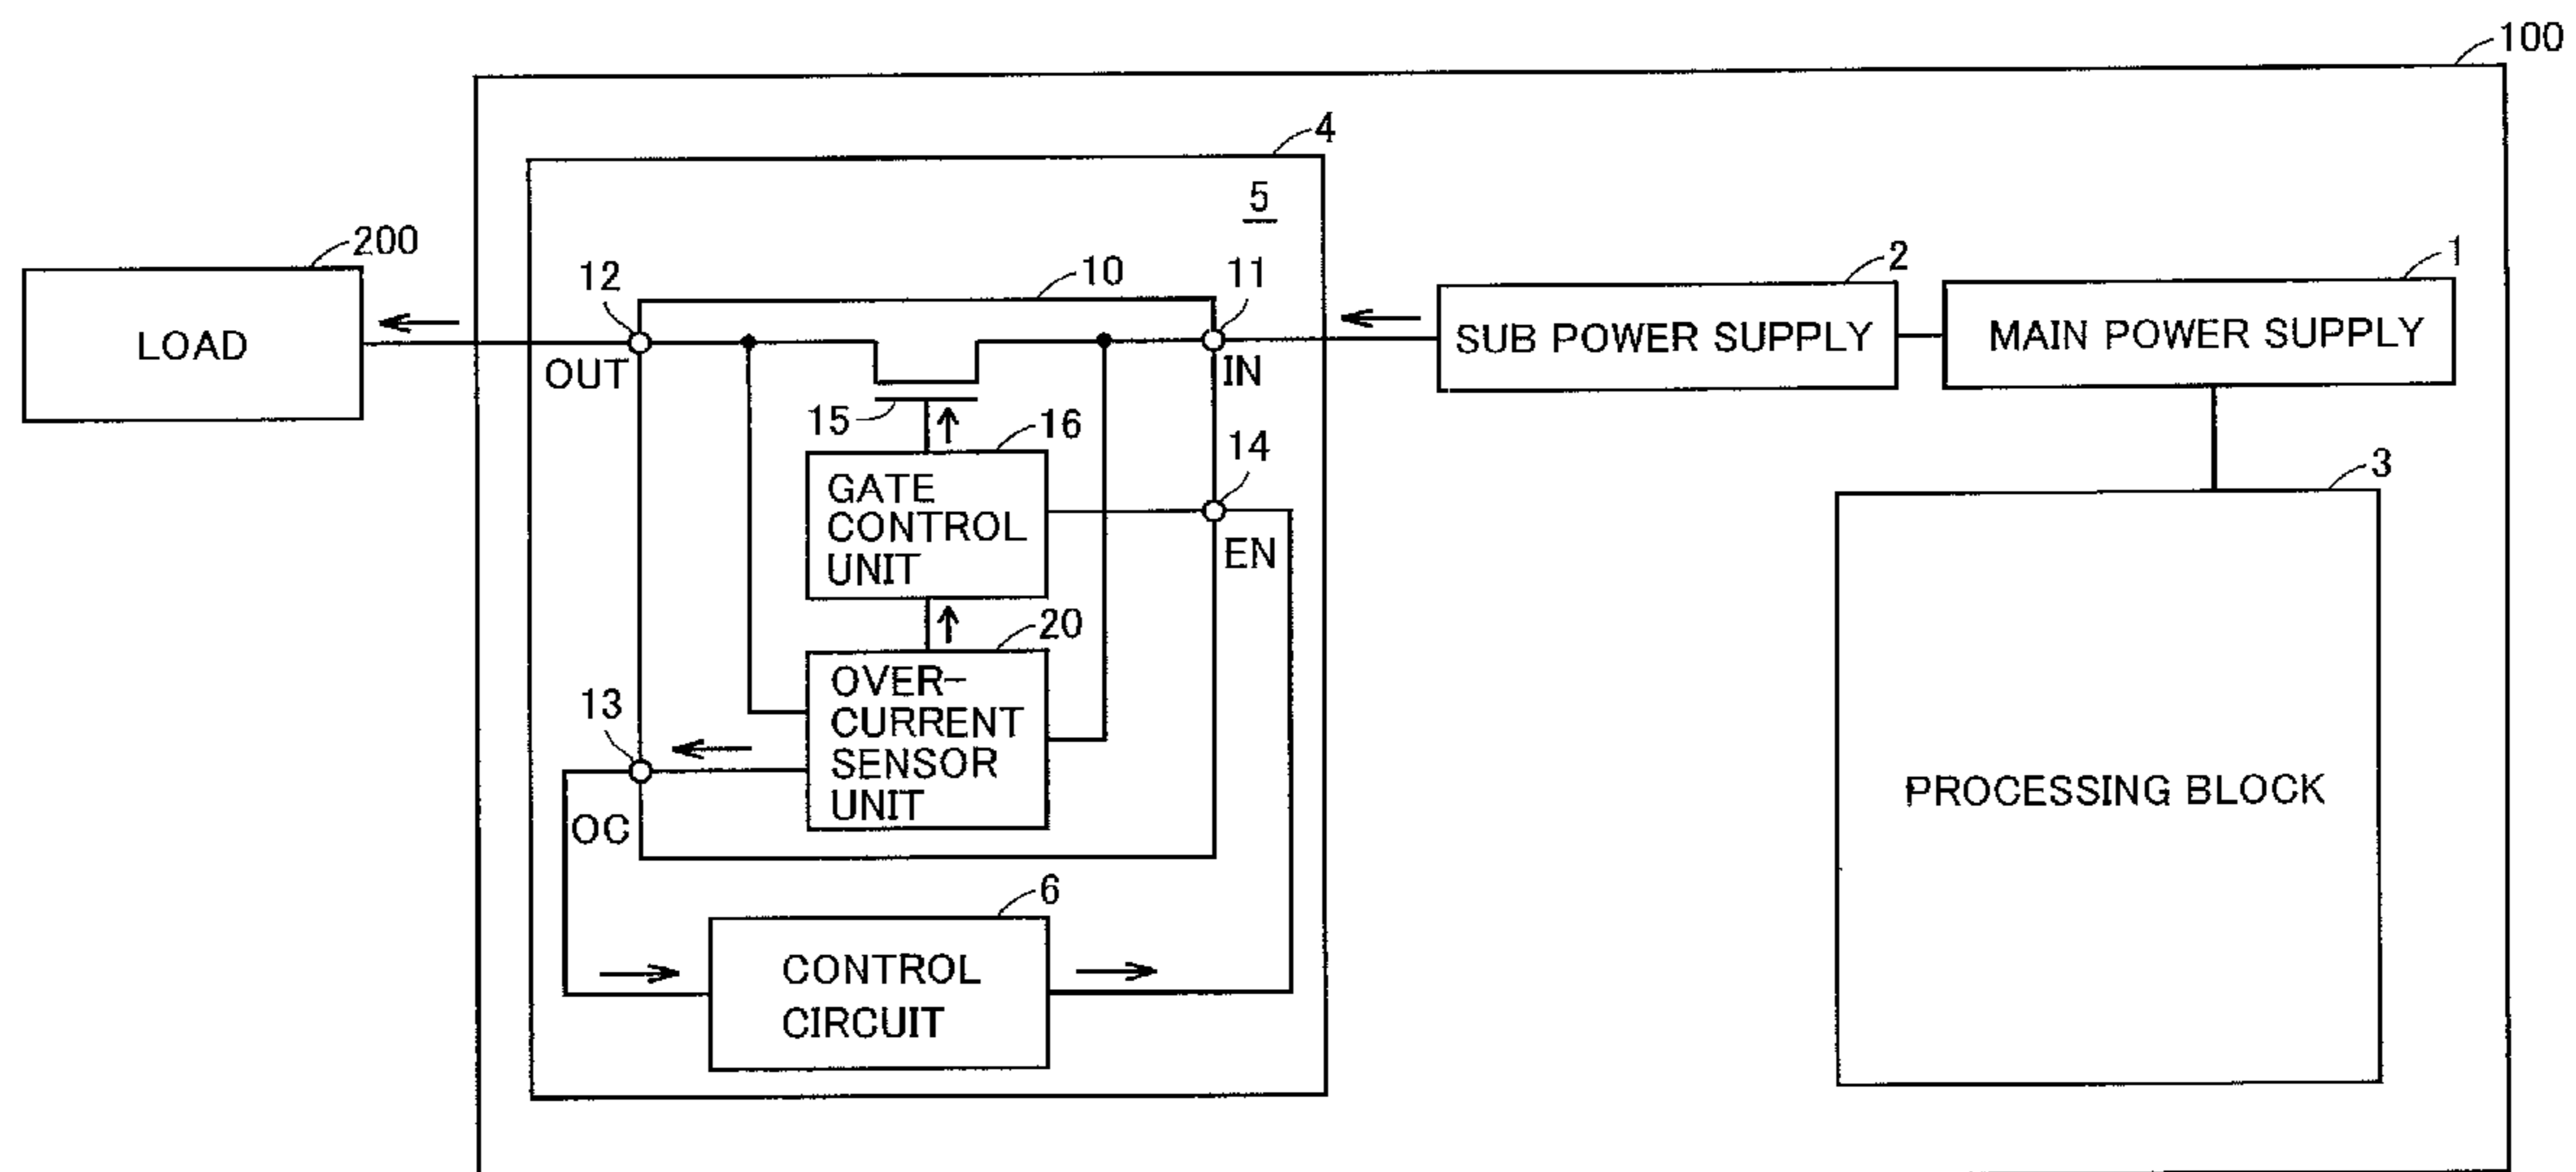 100
4
5
200
12
10
11
2
1
LOAD
SUB POWER SUPPLY
MAIN POWER SUPPLY
OUT
IN
15
16
14
3
GATE
CONTROL
UNIT
EN
20
OVER-
CURRENT
SENSOR
UNIT
13
OC
PROCESSING BLOCK
6
CONTROL
CIRCUIT